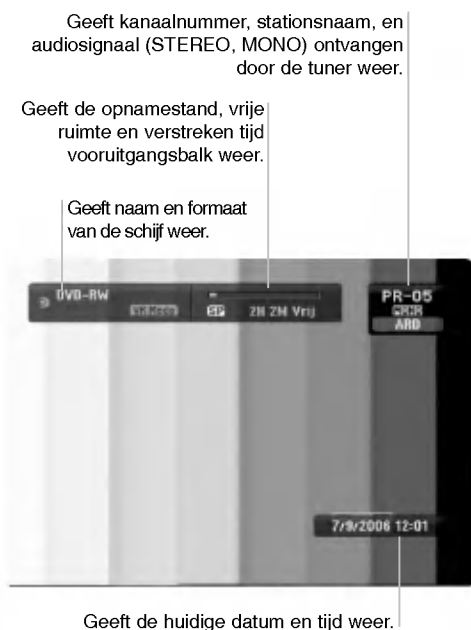 Geeft kanaalnummer, stationsnaam, en
audiosignaal (STEREO, MONO) ontvangen
door de tuner weer.
Geeft de opnamestand, vrije
ruimte en verstreken tijd
vooruitgangsbalk weer.
Geeft naam en formaat
van de schijf weer.
DVD-RW
SP 2H 2M Vrij
PR-05
ARD
7/9/2006 12:01
Geeft de huidige datum en tijd weer.